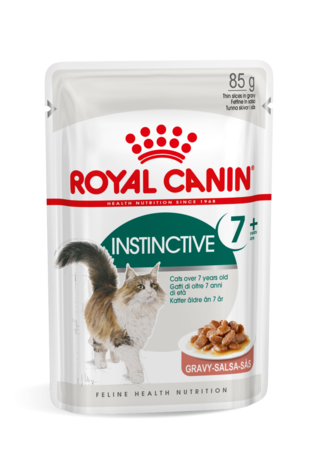 85 g
Thin slices in gravy
Fettine in salsa
Tunna skivor i sås
ROYAL CANIN
HEALTH NUTRITION SINCE 1968
INSTINCTIVE 7+
Cats over 7 years old
Gatti di oltre 7 anni
di età
Katter äldre än 7 år
GRAVY-SALSA-SÅS
FELINE HEALTH NUTRITION